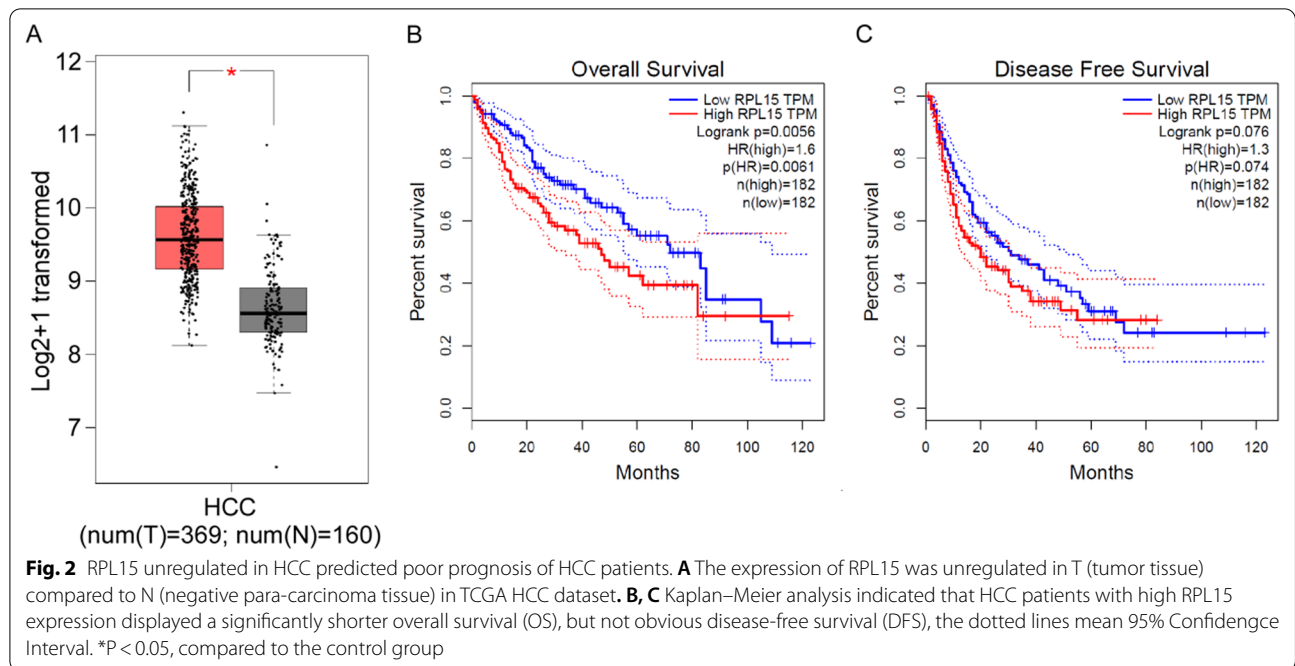 A
12
11
10
9
8
7
Log2+1 transformed
*
HCC
(num(T)=369; num(N)=160)
B
Overall Survival
Low RPL15 TPM
High RPL15 TPM
Logrank p=0.0056
HR(high)=1.6
p(HR)=0.0061
n(high)=182
n(low)=182
Percent survival
1.0
0.8
0.6
0.4
0.2
0.0
0 20 40 60 80 100 120
Months
C
Disease Free Survival
Low RPL15 TPM
High RPL15 TPM
Logrank p=0.076
HR(high)=1.3
p(HR)=0.074
n(high)=182
n(low)=182
Percent survival
1.0
0.8
0.6
0.4
0.2
0.0
0 20 40 60 80 100 120
Months
Fig. 2 RPL15 unregulated in HCC predicted poor prognosis of HCC patients. A The expression of RPL15 was unregulated in T (tumor tissue)
compared to N (negative para-carcinoma tissue) in TCGA HCC dataset. B, C Kaplan–Meier analysis indicated that HCC patients with high RPL15
expression displayed a significantly shorter overall survival (OS), but not obvious disease-free survival (DFS), the dotted lines mean 95% Confidengce
Interval. *P < 0.05, compared to the control group